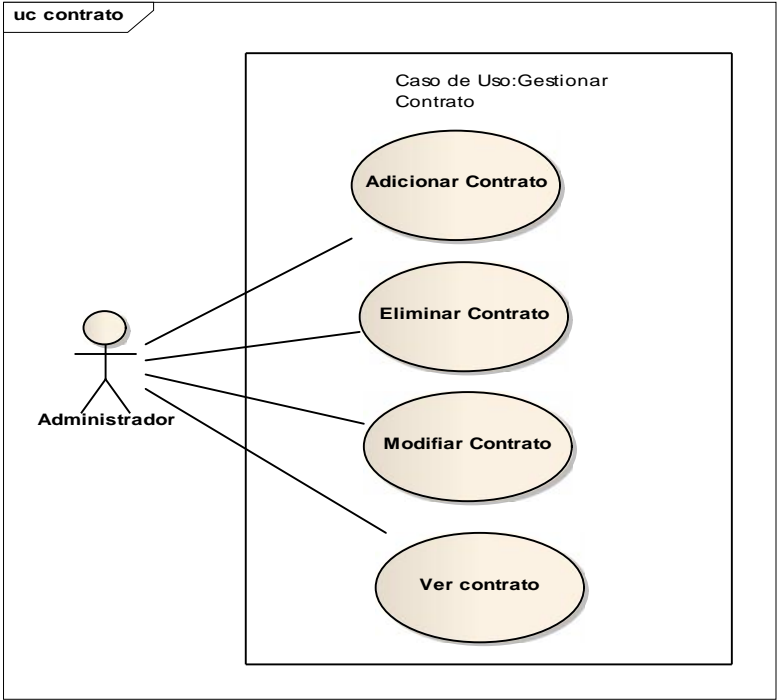 uc contrato
Caso de Uso:Gestionar
Contrato
Adicionar Contrato
Eliminar Contrato
Modifiar Contrato
Ver contrato
Administrador